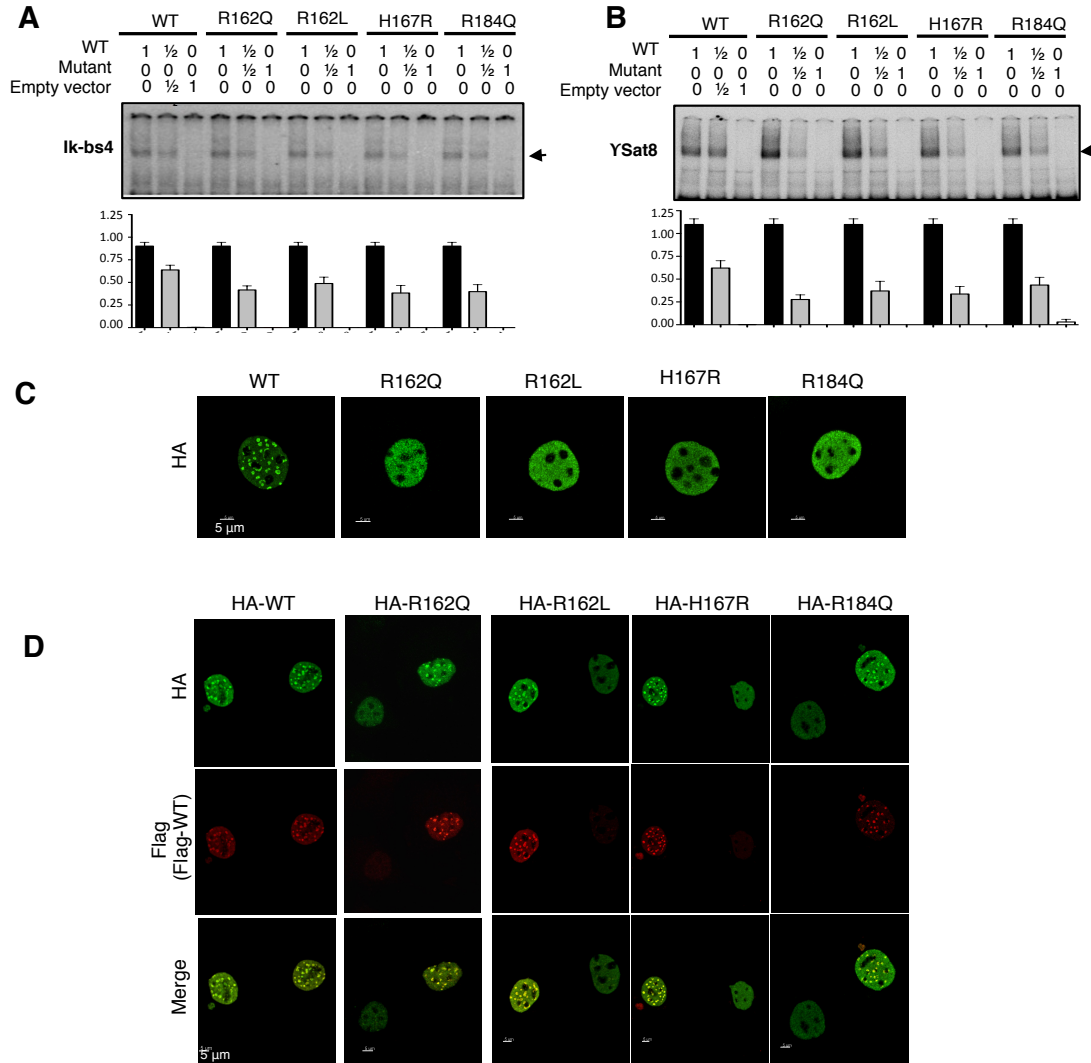 A
WT R162Q R162L H167R R184Q
WT 1 ½ 0 1 ½ 0 1 ½ 0 1 ½ 0 1 ½ 0
Mutant 0 0 0 0 ½ 1 0 ½ 1 0 ½ 1 0 ½ 1
Empty vector 0 ½ 1 0 0 0 0 0 0 0 0 0 0 0 0
Ik-bs4
1.25
1.00
0.75
0.50
0.25
0.00
B
WT R162Q R162L H167R R184Q
WT 1 ½ 0 1 ½ 0 1 ½ 0 1 ½ 0 1 ½ 0
Mutant 0 0 0 0 ½ 1 0 ½ 1 0 ½ 1 0 ½ 1
Empty vector 0 ½ 1 0 0 0 0 0 0 0 0 0 0 0 0
YSat8
1.25
1.00
0.75
0.50
0.25
0.00
C
WT R162Q R162L H167R R184Q
HA
5 µm
D
HA-WT HA-R162Q HA-R162L HA-H167R HA-R184Q
HA
Flag
(Flag-WT)
Merge
5 µm